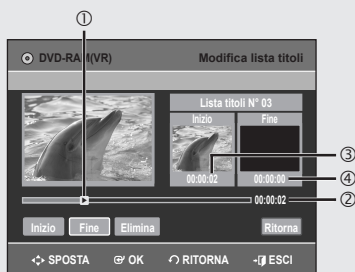 ①
DVD-RAM(VR) Modifica lista titoli
Lista titoli N° 03
Inizio Fine
00:00:02 00:00:00
③
④
00:00:02 ②
Inizio Fine Elimina Ritorna
SPOSTA OK RITORNA ESCI